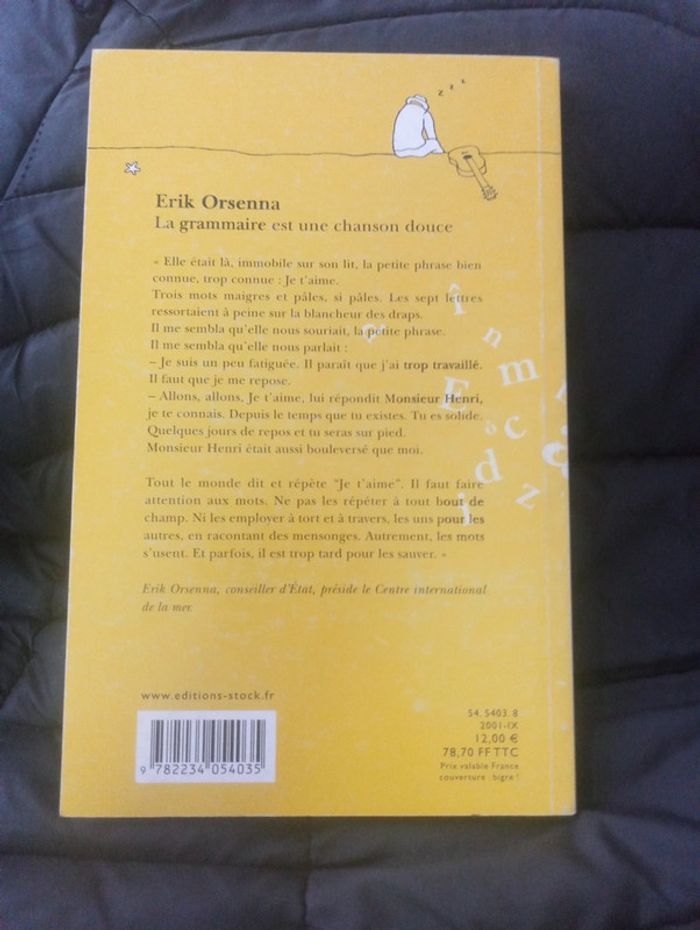 z z z
Erik Orsenna
La grammaire est une chanson douce
« Elle était là, immobile sur son lit, la petite phrase bien
connue, trop connue : Je t'aime.
Trois mots maigres et pâles, si pâles. Les sept lettres
ressortaient à peine sur la blancheur des draps.
Il me sembla qu'elle nous souriait, la petite phrase.
Il me sembla qu'elle nous parlait :
– Je suis un peu fatiguée. Il paraît que j'ai trop travaillé.
Il faut que je me repose.
– Allons, allons, Je t'aime, lui répondit Monsieur Henri,
je te connais. Depuis le temps que tu existes. Tu es solide.
Quelques jours de repos et tu seras sur pied.
Monsieur Henri était aussi bouleversé que moi.
Tout le monde dit et répète "Je t'aime". Il faut faire
attention aux mots. Ne pas les répéter à tout bout de
champ. Ni les employer à tort et à travers, les uns pour les
autres, en racontant des mensonges. Autrement, les mots
s'usent. Et parfois, il est trop tard pour les sauver. »
Erik Orsenna, conseiller d'État, préside le Centre international
de la mer.
î
n
m
E
ô
c
d
z
www.editions-stock.fr
9 782234 054035
54. 5403. 8
2001-IX
12,00 €
78,70 FF TTC
Prix valable France
couverture : bigre !